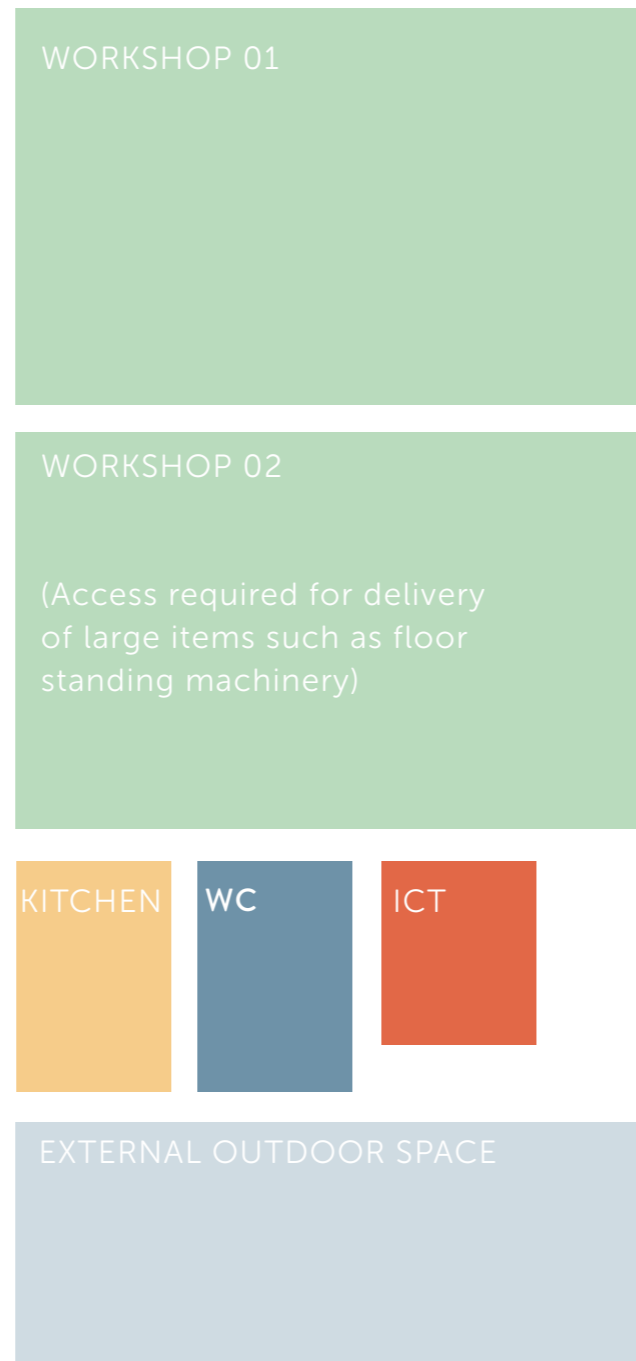 WORKSHOP 01
WORKSHOP 02
(Access required for delivery
of large items such as floor
standing machinery)
KITCHEN
WC
ICT
EXTERNAL OUTDOOR SPACE